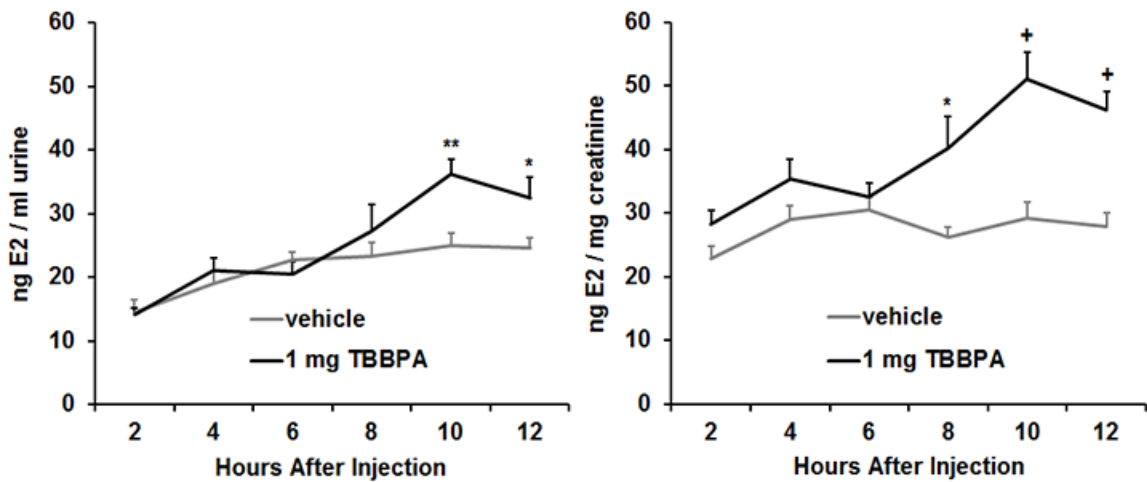 60
50
40
30
20
10
0
ng E2 / ml urine
**
*
vehicle
1 mg TBBPA
2 4 6 8 10 12
Hours After Injection
60
50
40
30
20
10
0
ng E2 / mg creatinine
*
+
+
vehicle
1 mg TBBPA
2 4 6 8 10 12
Hours After Injection